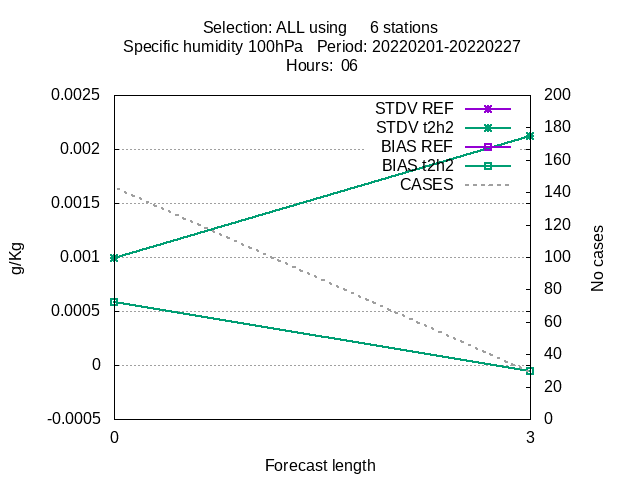 Selection: ALL using     6 stations
Specific humidity 100hPa   Period: 20220201-20220227
Hours:  06
0.0025
0.002
0.0015
0.001
0.0005
0
-0.0005
200
180
160
140
120
100
80
60
40
20
0
STDV REF
STDV t2h2
BIAS REF
BIAS t2h2
CASES
g/Kg
No cases
0
3
Forecast length